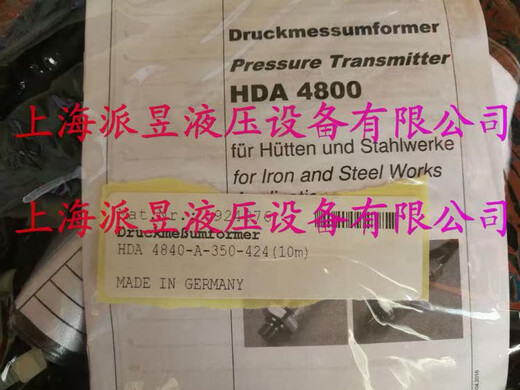 Druckmessumformer
Pressure Transmitter
HDA 4800
上海派昱液压设备有限公司
für Hütten und Stahlwerke
for Iron and Steel Works
上海派昱液压设备有限公司
Druckmeßumformer
HDA 4840-A-350-424(10m)
MADE IN GERMANY